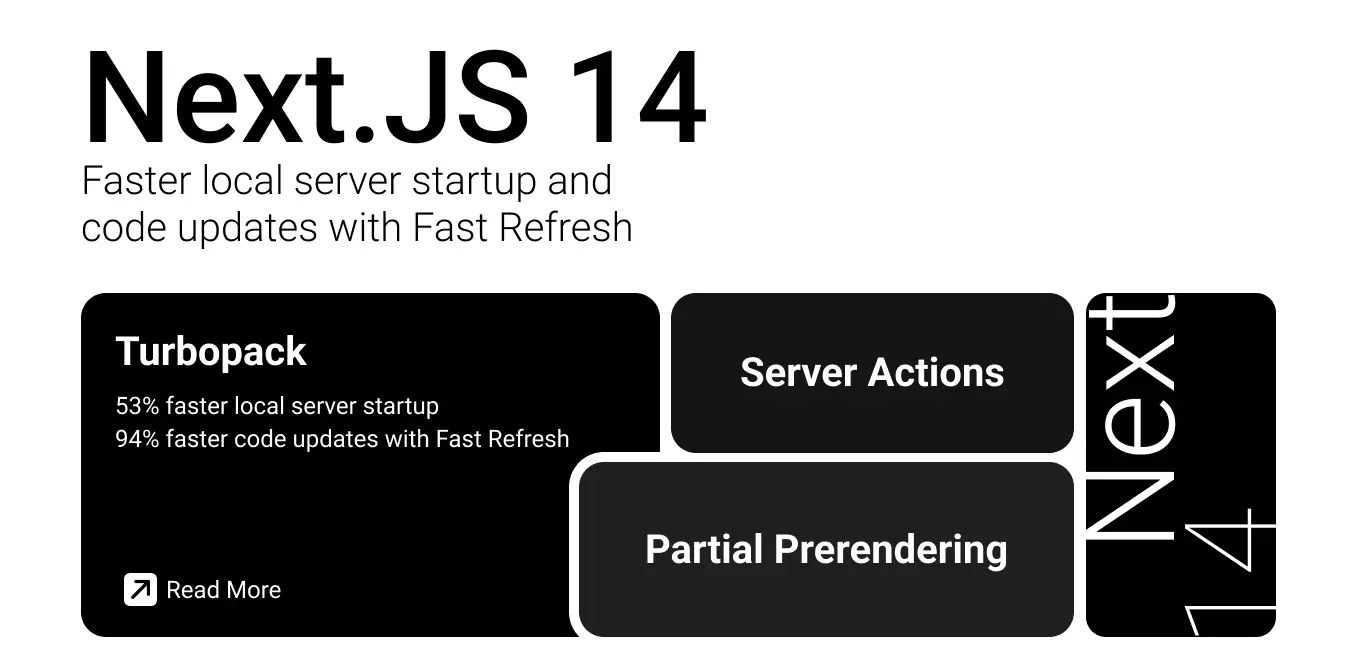 Next.JS 14
Faster local server startup and
code updates with Fast Refresh
Turbopack
53% faster local server startup
94% faster code updates with Fast Refresh
Read More
Server Actions
Partial Prerendering
Next
14